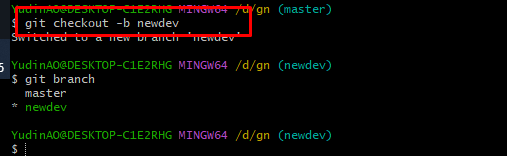 YudinAO@DESKTOP-C1E2RHG MINGW64 /d/gn (master)
$ git checkout -b newdev
Switched to a new branch 'newdev'
YudinAO@DESKTOP-C1E2RHG MINGW64 /d/gn (newdev)
$ git branch
master
* newdev
YudinAO@DESKTOP-C1E2RHG MINGW64 /d/gn (newdev)
$